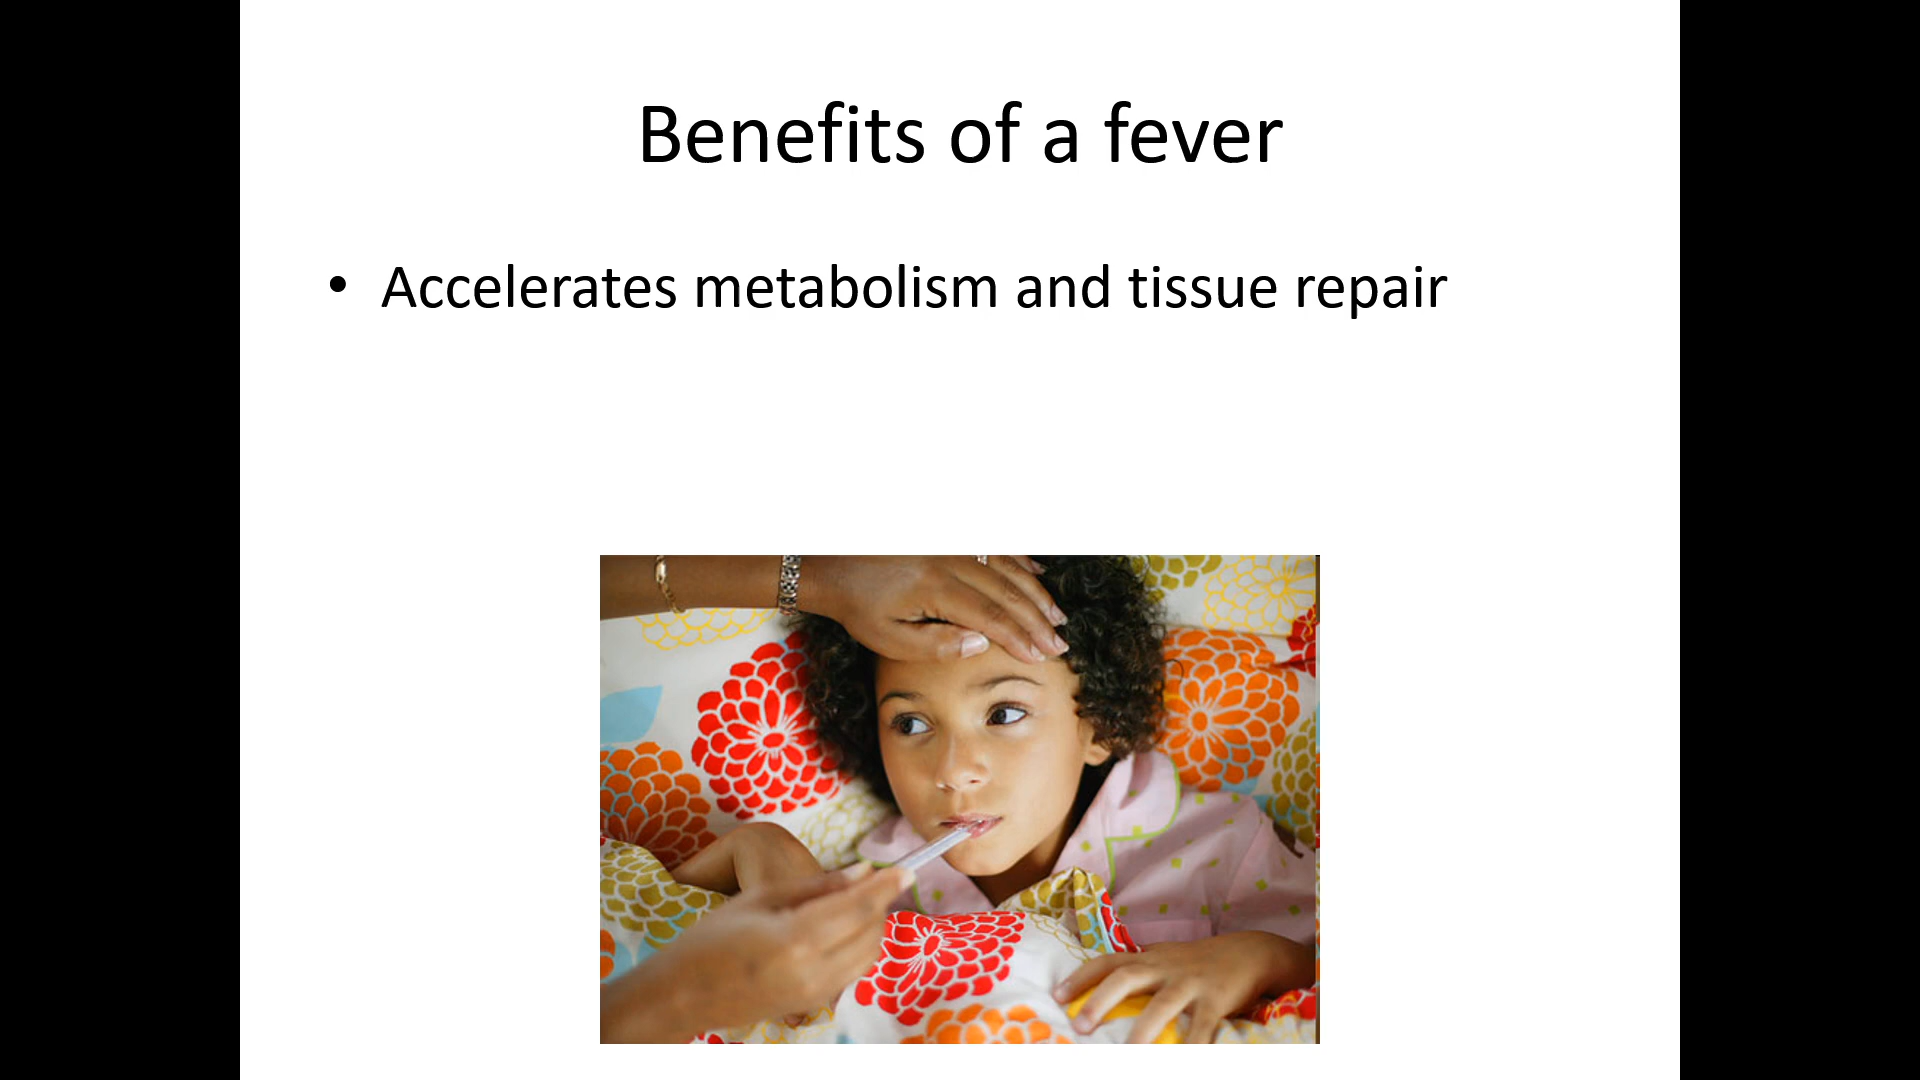 Benefits of a fever
• Accelerates metabolism and tissue repair